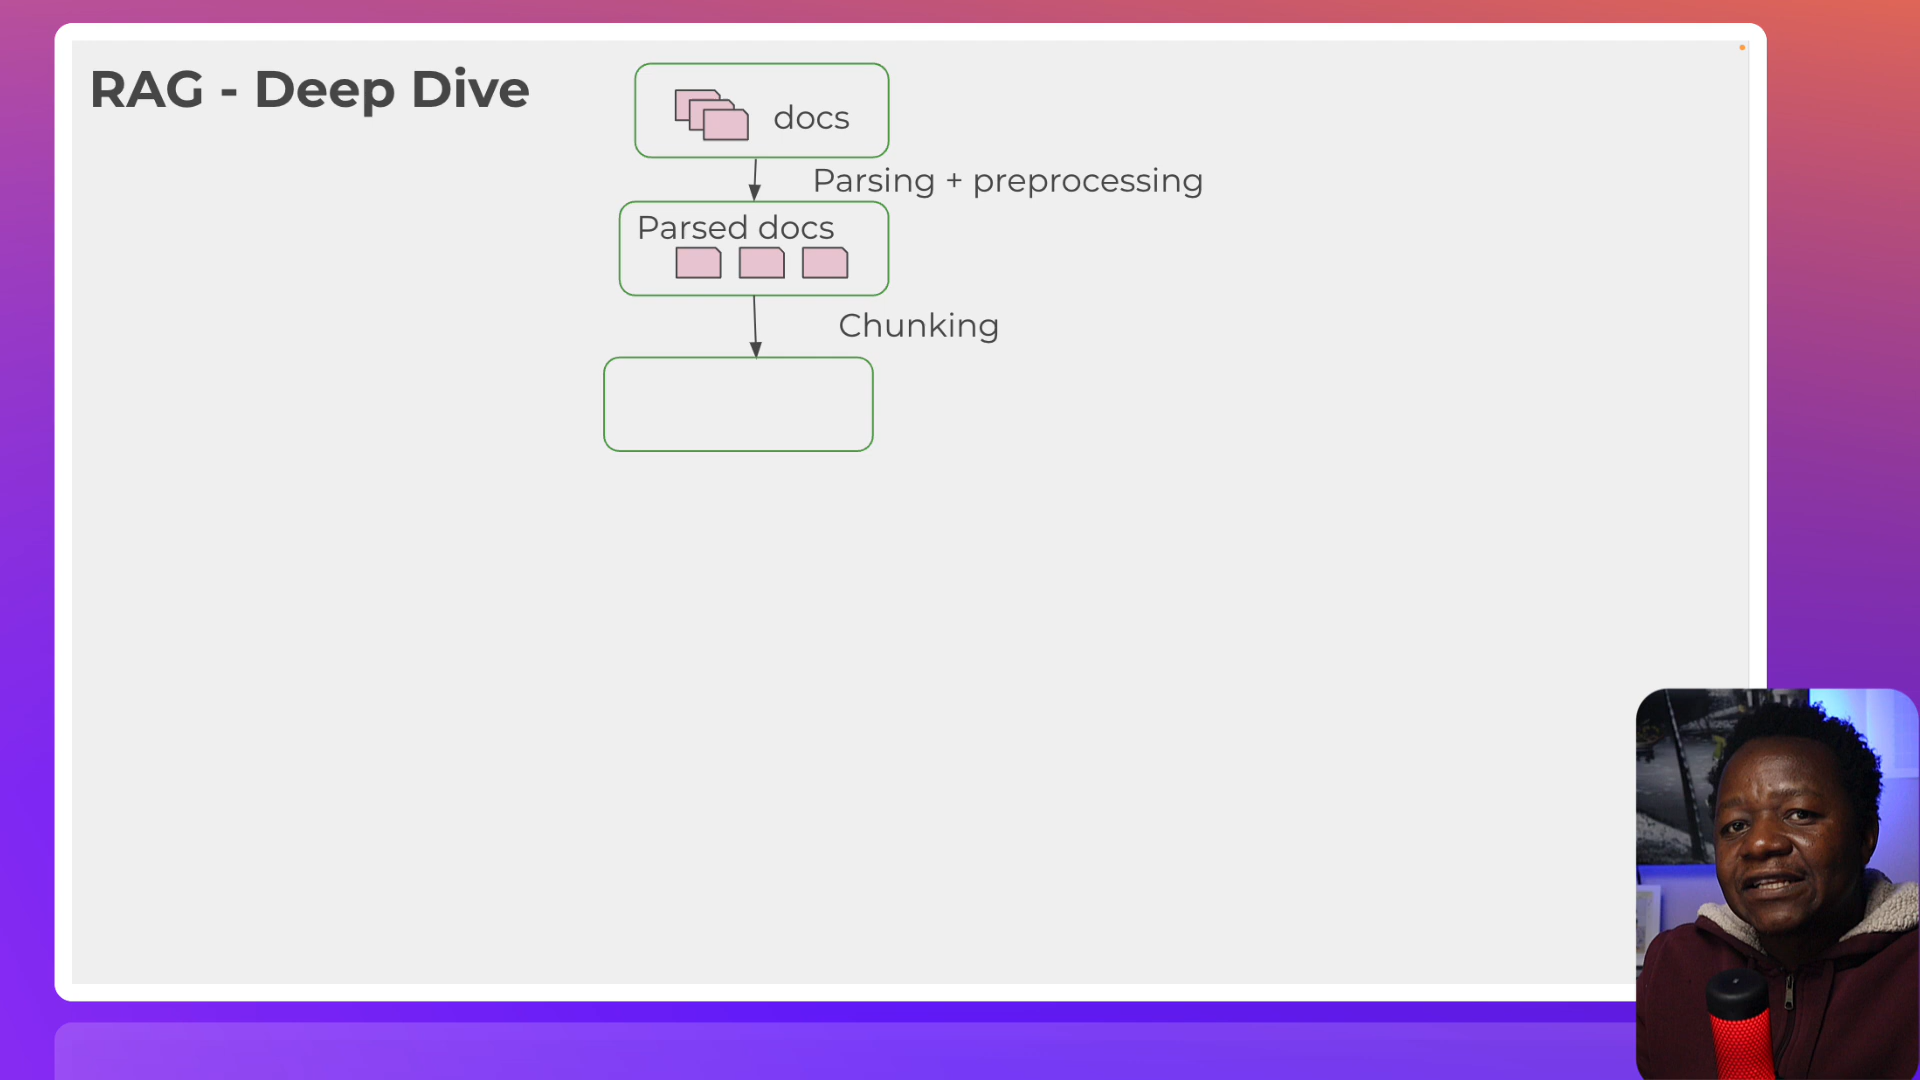 RAG - Deep Dive
docs
Parsing + preprocessing
Parsed docs
Chunking